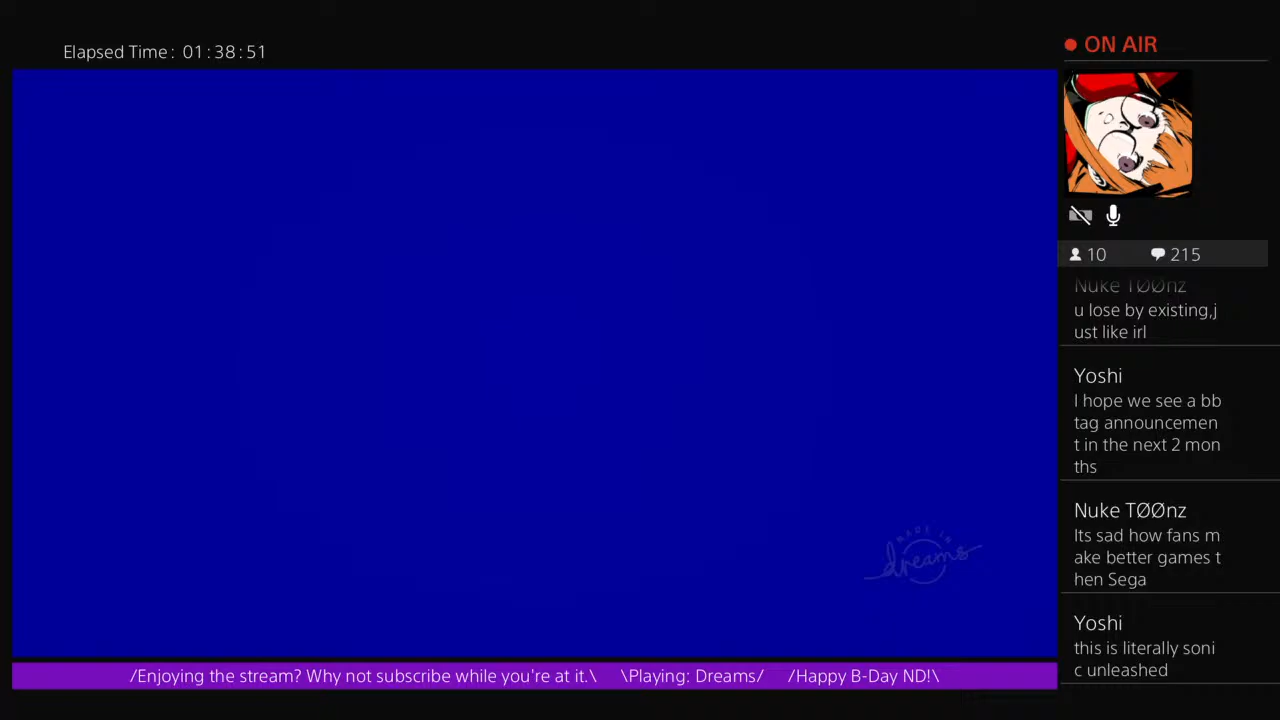 Elapsed Time: 01:38:51
ON AIR
10 215
Nuke TØØnz
u lose by existing,j
ust like irl
Yoshi
I hope we see a bb
tag announcemen
t in the next 2 mon
ths
Nuke TØØnz
Its sad how fans m
ake better games t
hen Sega
Yoshi
this is literally soni
c unleashed
MADE IN
dreams
/Enjoying the stream? Why not subscribe while you're at it.\ \Playing: Dreams/ /Happy B-Day ND!\